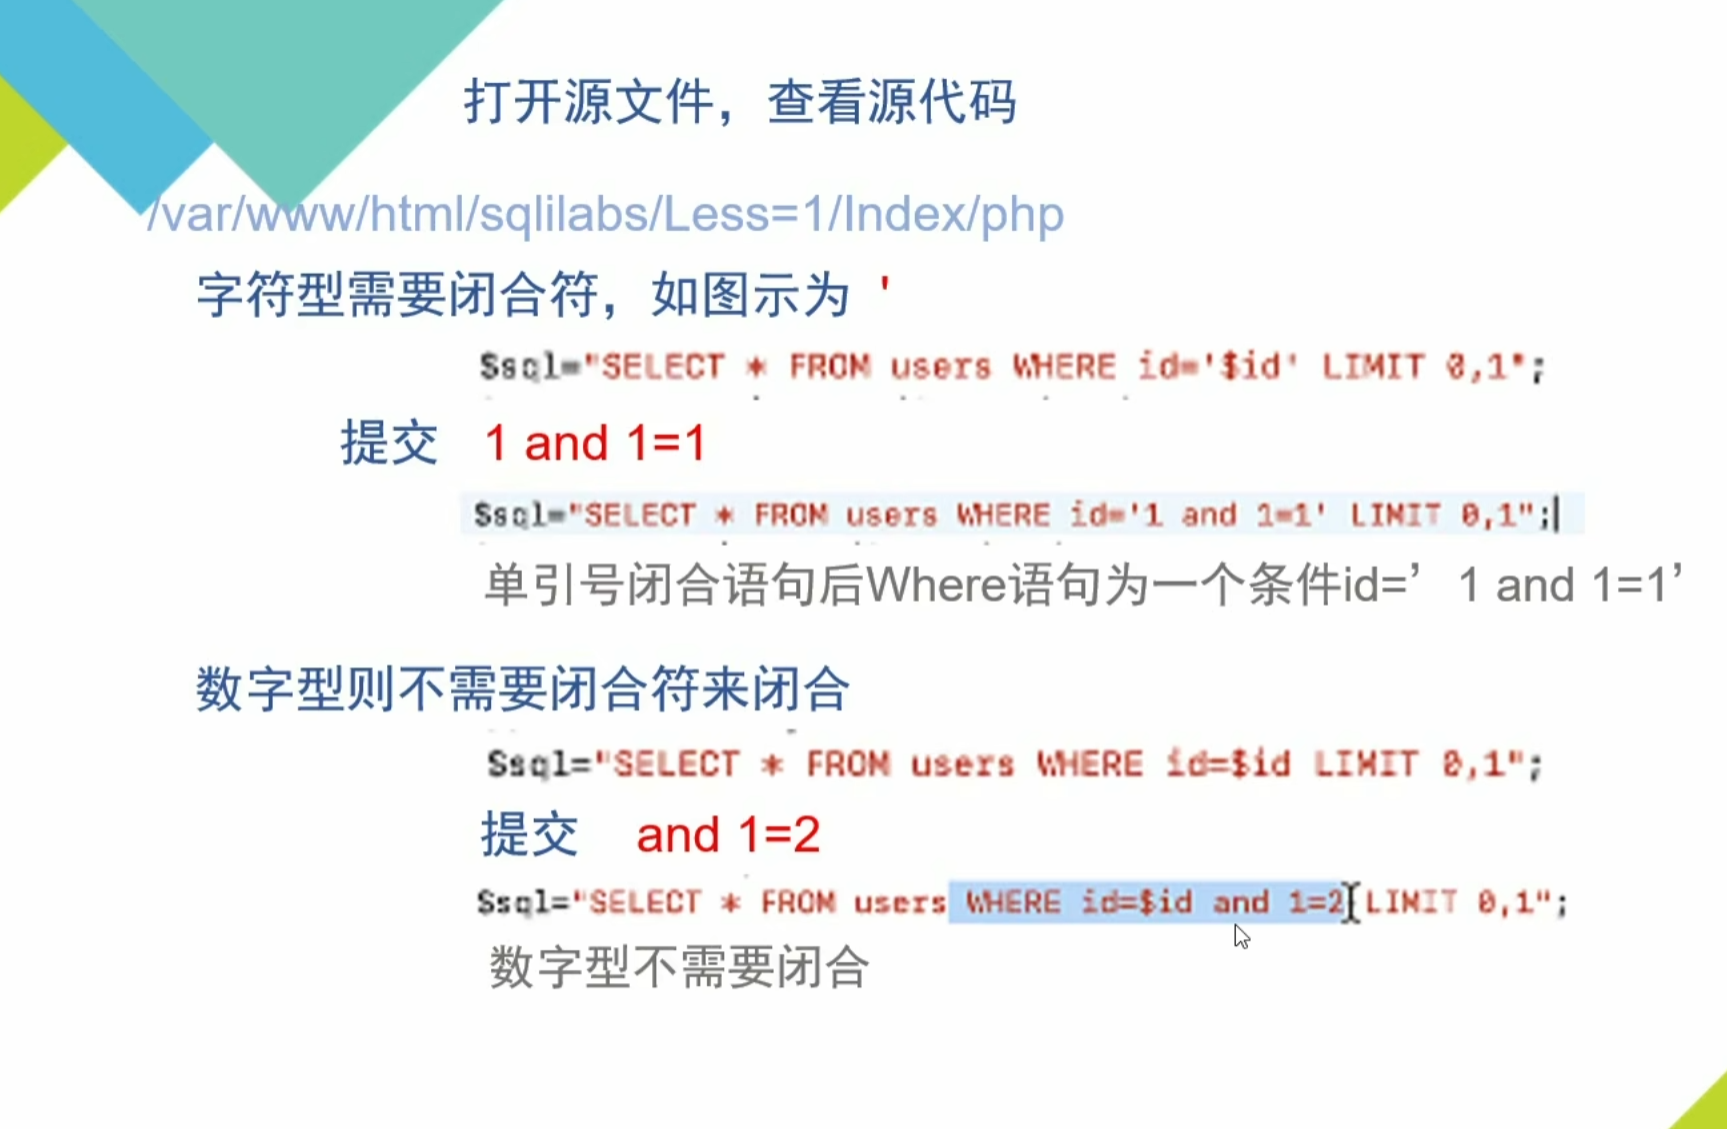 打开源文件，查看源代码
/var/www/html/sqlilabs/Less=1/Index/php
字符型需要闭合符，如图示为 '
$sql="SELECT * FROM users WHERE id='$id' LIMIT 0,1";
提交 1 and 1=1
$sql="SELECT * FROM users WHERE id='1 and 1=1' LIMIT 0,1";
单引号闭合语句后Where语句为一个条件id=’ 1 and 1=1’
数字型则不需要闭合符来闭合
$sql="SELECT * FROM users WHERE id=$id LIMIT 0,1";
提交 and 1=2
$sql="SELECT * FROM users WHERE id=$id and 1=2 LIMIT 0,1";
数字型不需要闭合